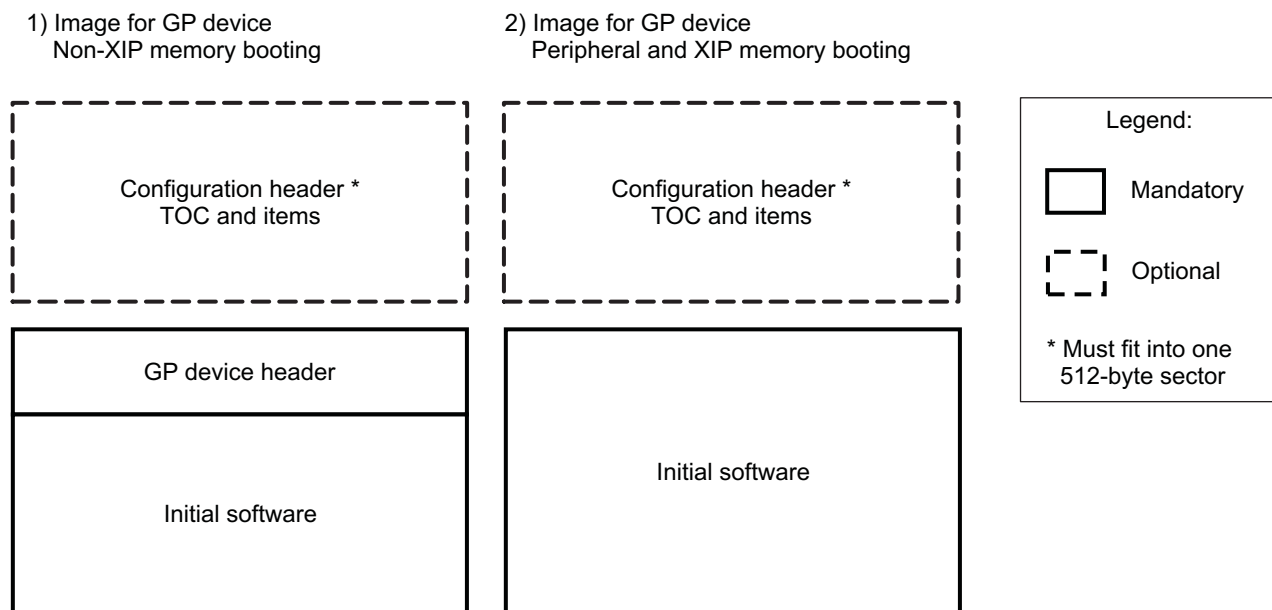 1) Image for GP device
Non-XIP memory booting
2) Image for GP device
Peripheral and XIP memory booting
Configuration header *
TOC and items
Configuration header *
TOC and items
GP device header
Initial software
Initial software
Legend:
Mandatory
Optional
* Must fit into one
512-byte sector